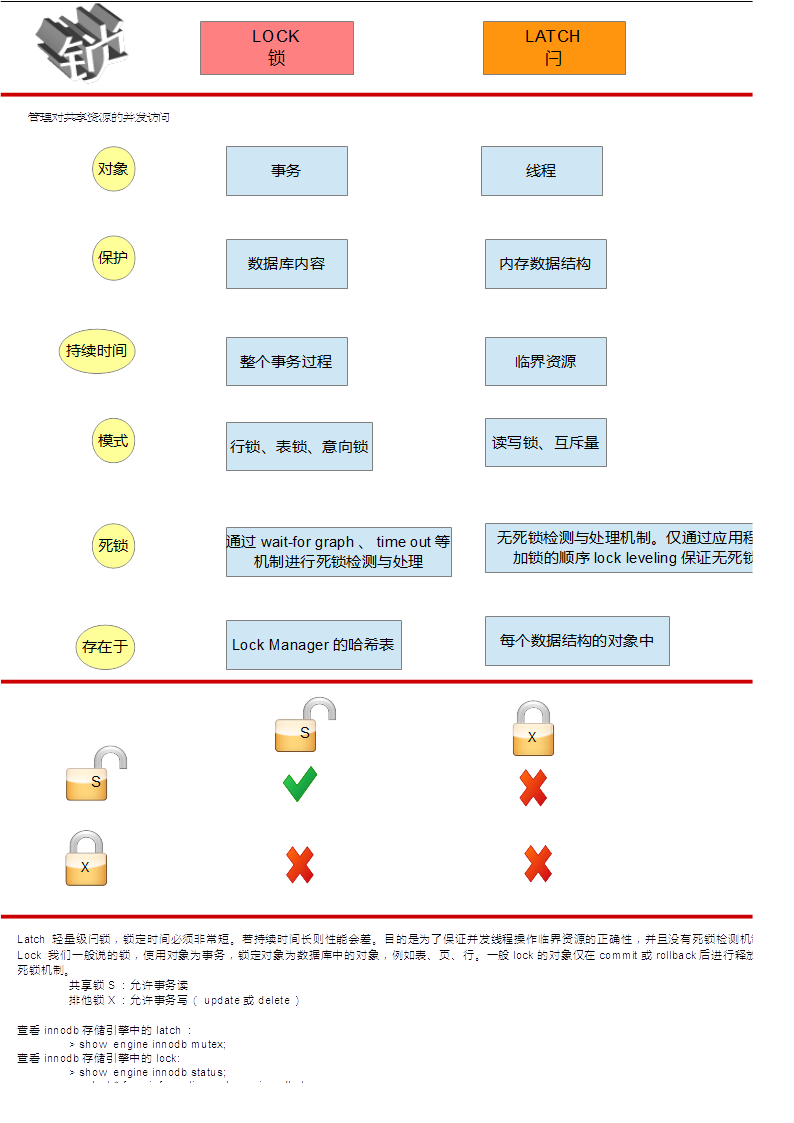 锁
LOCK
锁
LATCH
闩
管理对共享资源的并发访问
对象
事务
线程
保护
数据库内容
内存数据结构
持续时间
整个事务过程
临界资源
模式
行锁、表锁、意向锁
读写锁、互斥量
死锁
通过 wait-for graph 、 time out 等
机制进行死锁检测与处理
无死锁检测与处理机制。仅通过应用程
加锁的顺序 lock leveling 保证无死锁
存在于
Lock Manager 的哈希表
每个数据结构的对象中
S
X
S
X
Latch 轻量级闩锁，锁定时间必须非常短。若持续时间长则性能会差。目的是为了保证并发线程操作临界资源的正确性，并且没有死锁检测机
Lock 我们一般说的锁，使用对象为事务，锁定对象为数据库中的对象，例如表、页、行。一般 lock 的对象仅在 commit 或 rollback 后进行释放
死锁机制。
共享锁 S ：允许事务读
排他锁 X ：允许事务写（ update 或 delete ）
查看 innodb 存储引擎中的 latch ：
> show engine innodb mutex;
查看 innodb 存储引擎中的 lock:
> show engine innodb status;